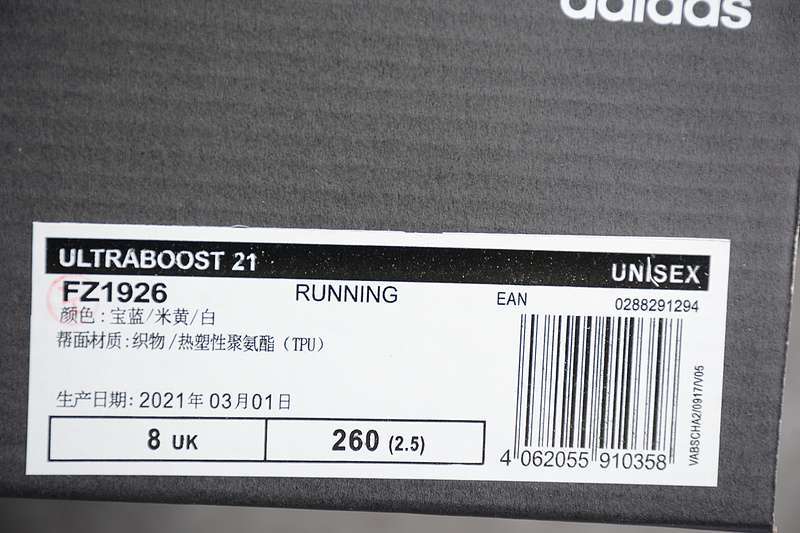 adidas
ULTRABOOST 21
UNISEX
FZ1926
RUNNING
EAN
0288291294
颜色:宝蓝/米黄/白
帮面材质:织物/热塑性聚氨酯(TPU)
生产日期:2021年 03月01日
8 UK
260 (2.5)
4 062055 910358
VABSCHA2/0917/V05